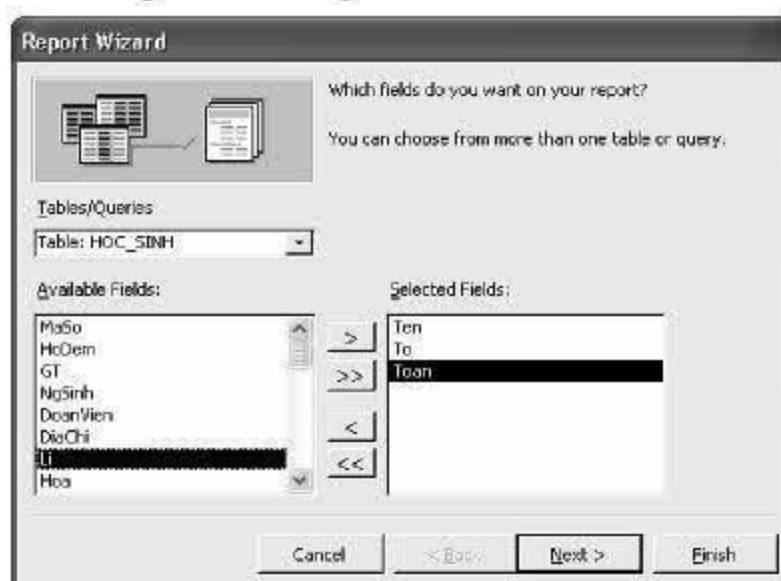 Report Wizard
Which fields do you want on your report?
You can choose from more than one table or query.
Tables/Queries
Table: HOC_SINH
Available Fields:
Selected Fields:
MaSo
HoDem
GT
NgSinh
DoanVien
DiaChi
Li
Hoa
>
>>
<
<<
Ten
To
Toan
Cancel
< Back
Next >
Finish